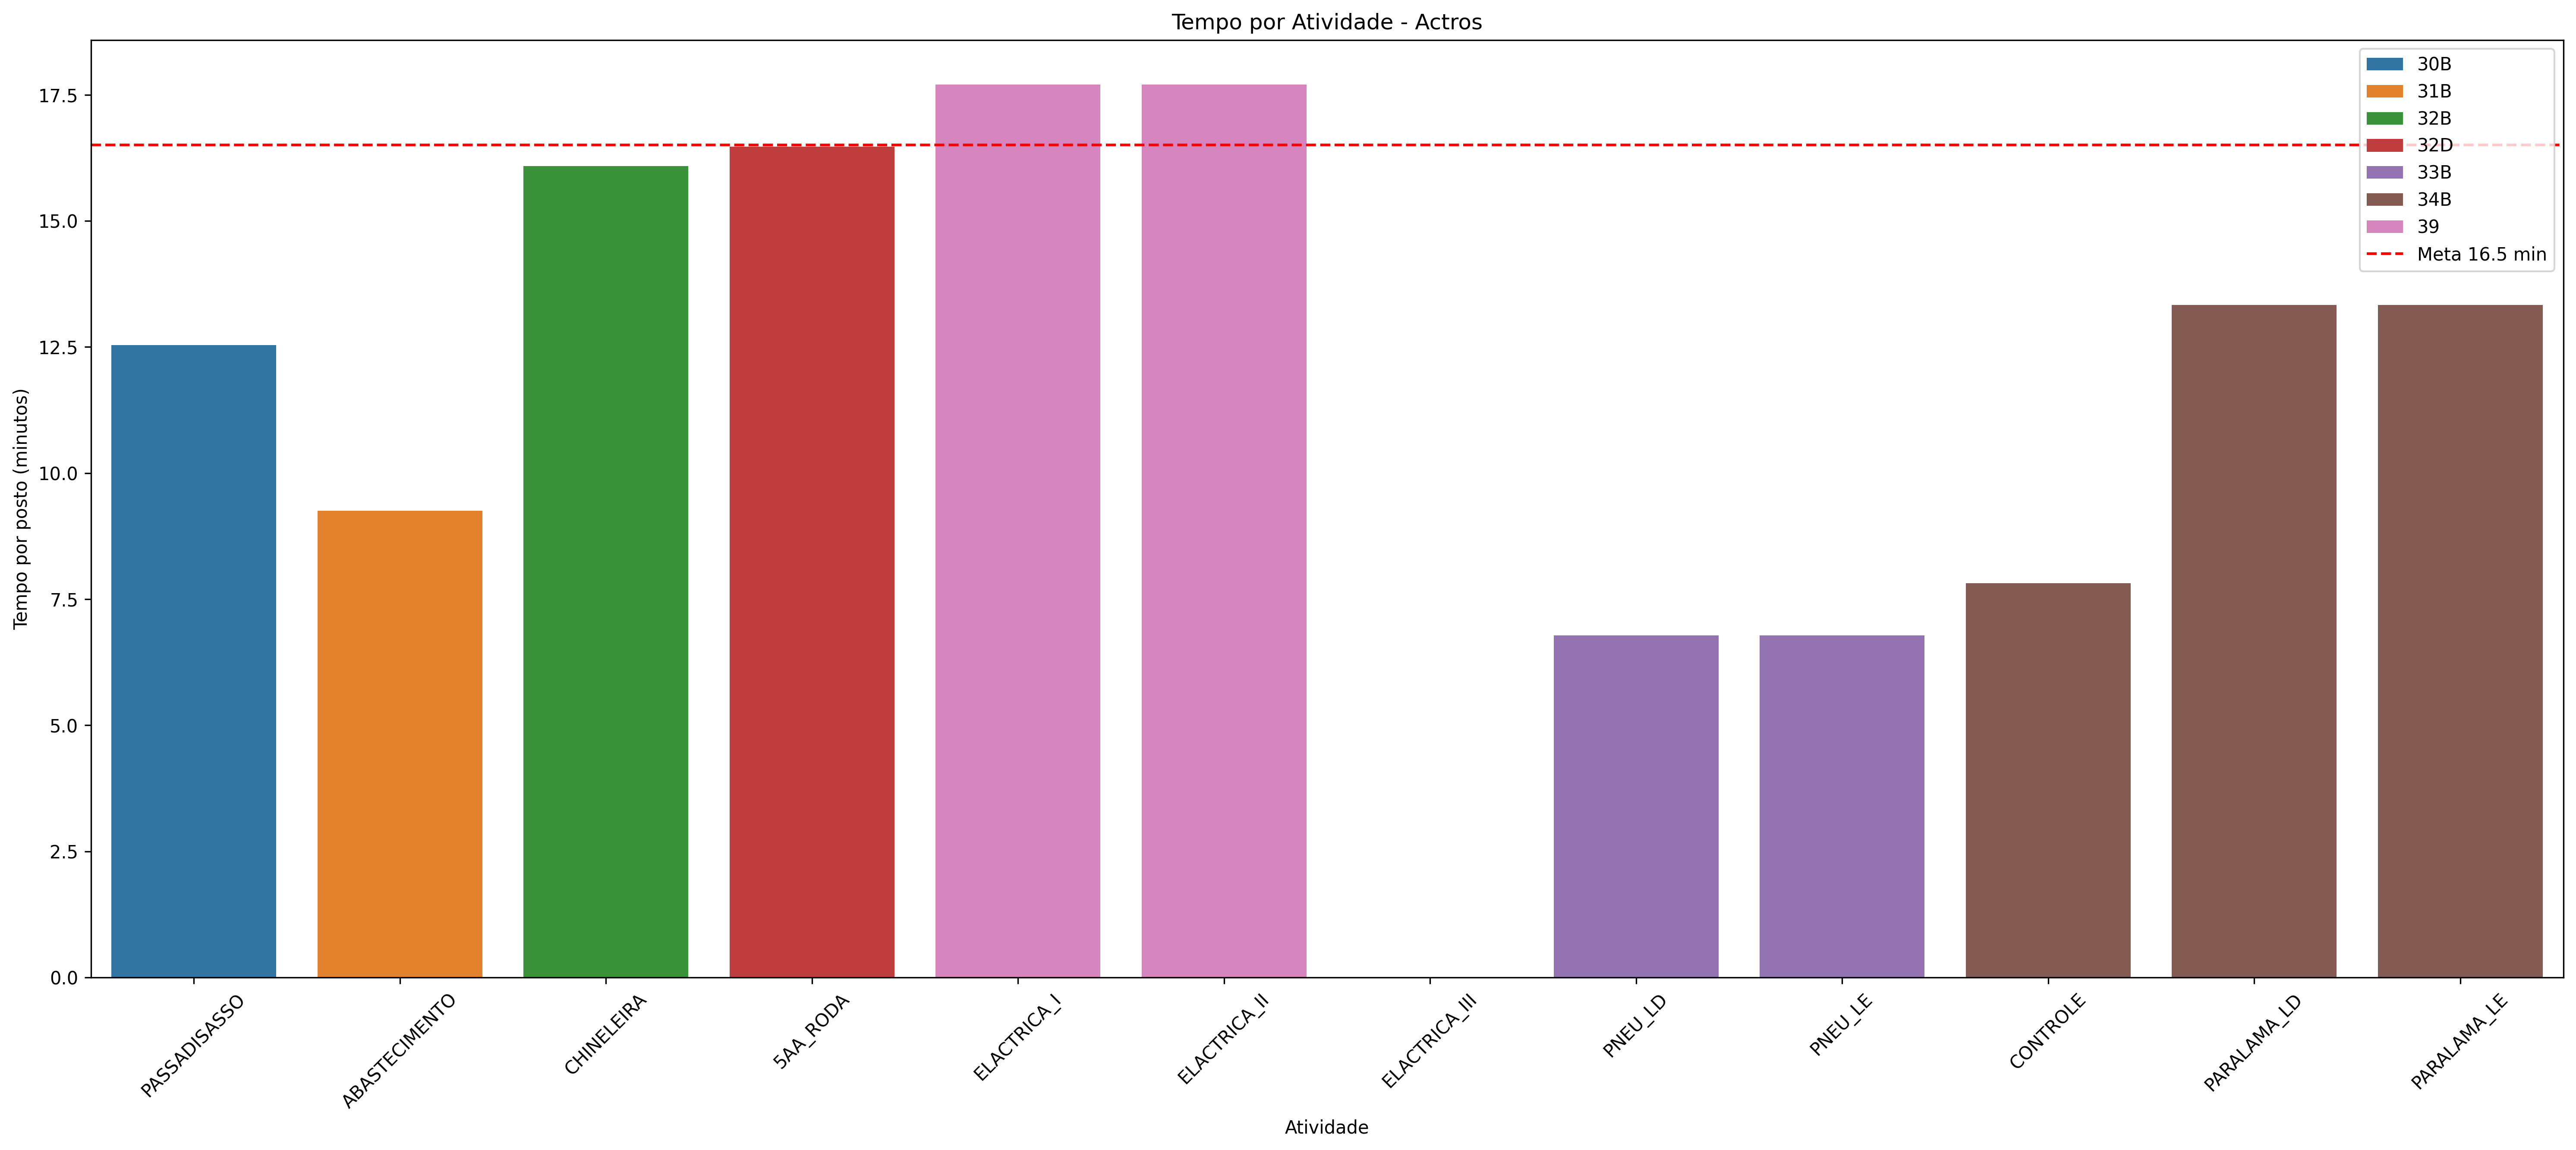 Tempo por Atividade - Actros
30B
31B
32B
32D
33B
34B
39
Meta 16.5 min
Tempo por posto (minutos)
17.5
15.0
12.5
10.0
7.5
5.0
2.5
0.0
PASSADISASSO
ABASTECIMENTO
CHINELEIRA
5AA_RODA
ELACTRICA_I
ELACTRICA_II
ELACTRICA_III
PNEU_LD
PNEU_LE
CONTROLE
PARALAMA_LD
PARALAMA_LE
Atividade